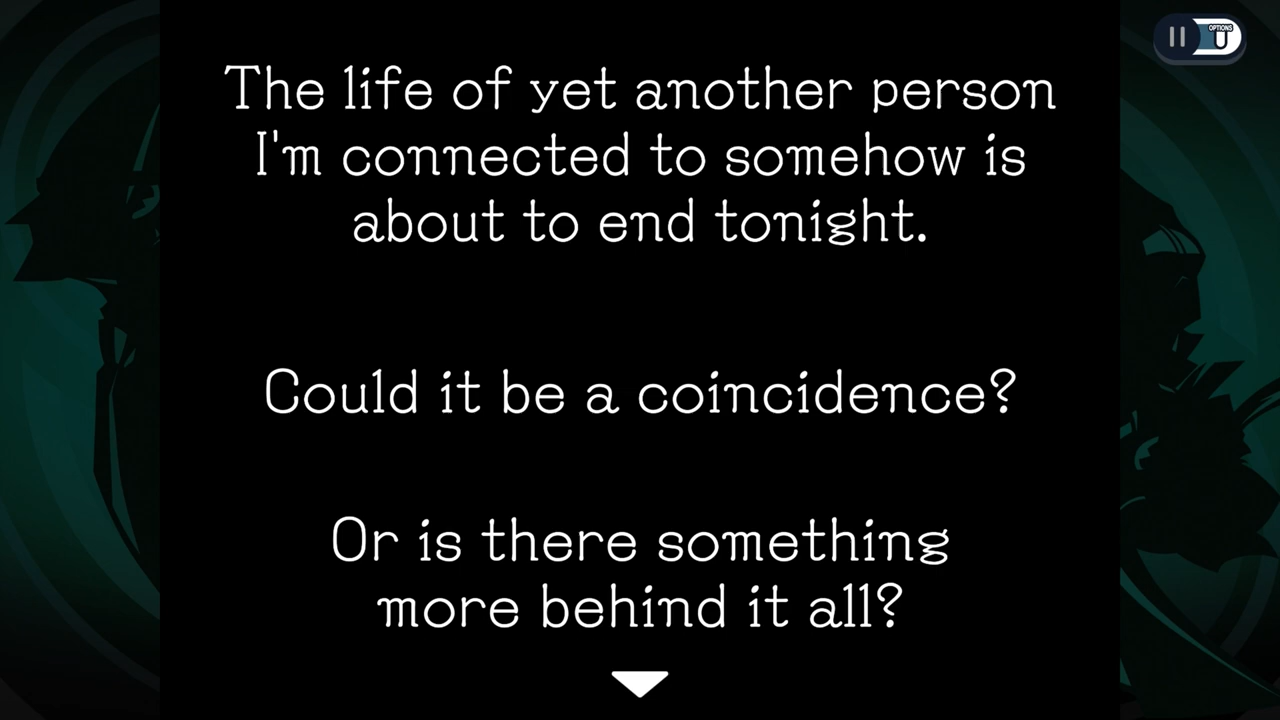 OPTIONS
The life of yet another person
I'm connected to somehow is
about to end tonight.
Could it be a coincidence?
Or is there something
more behind it all?